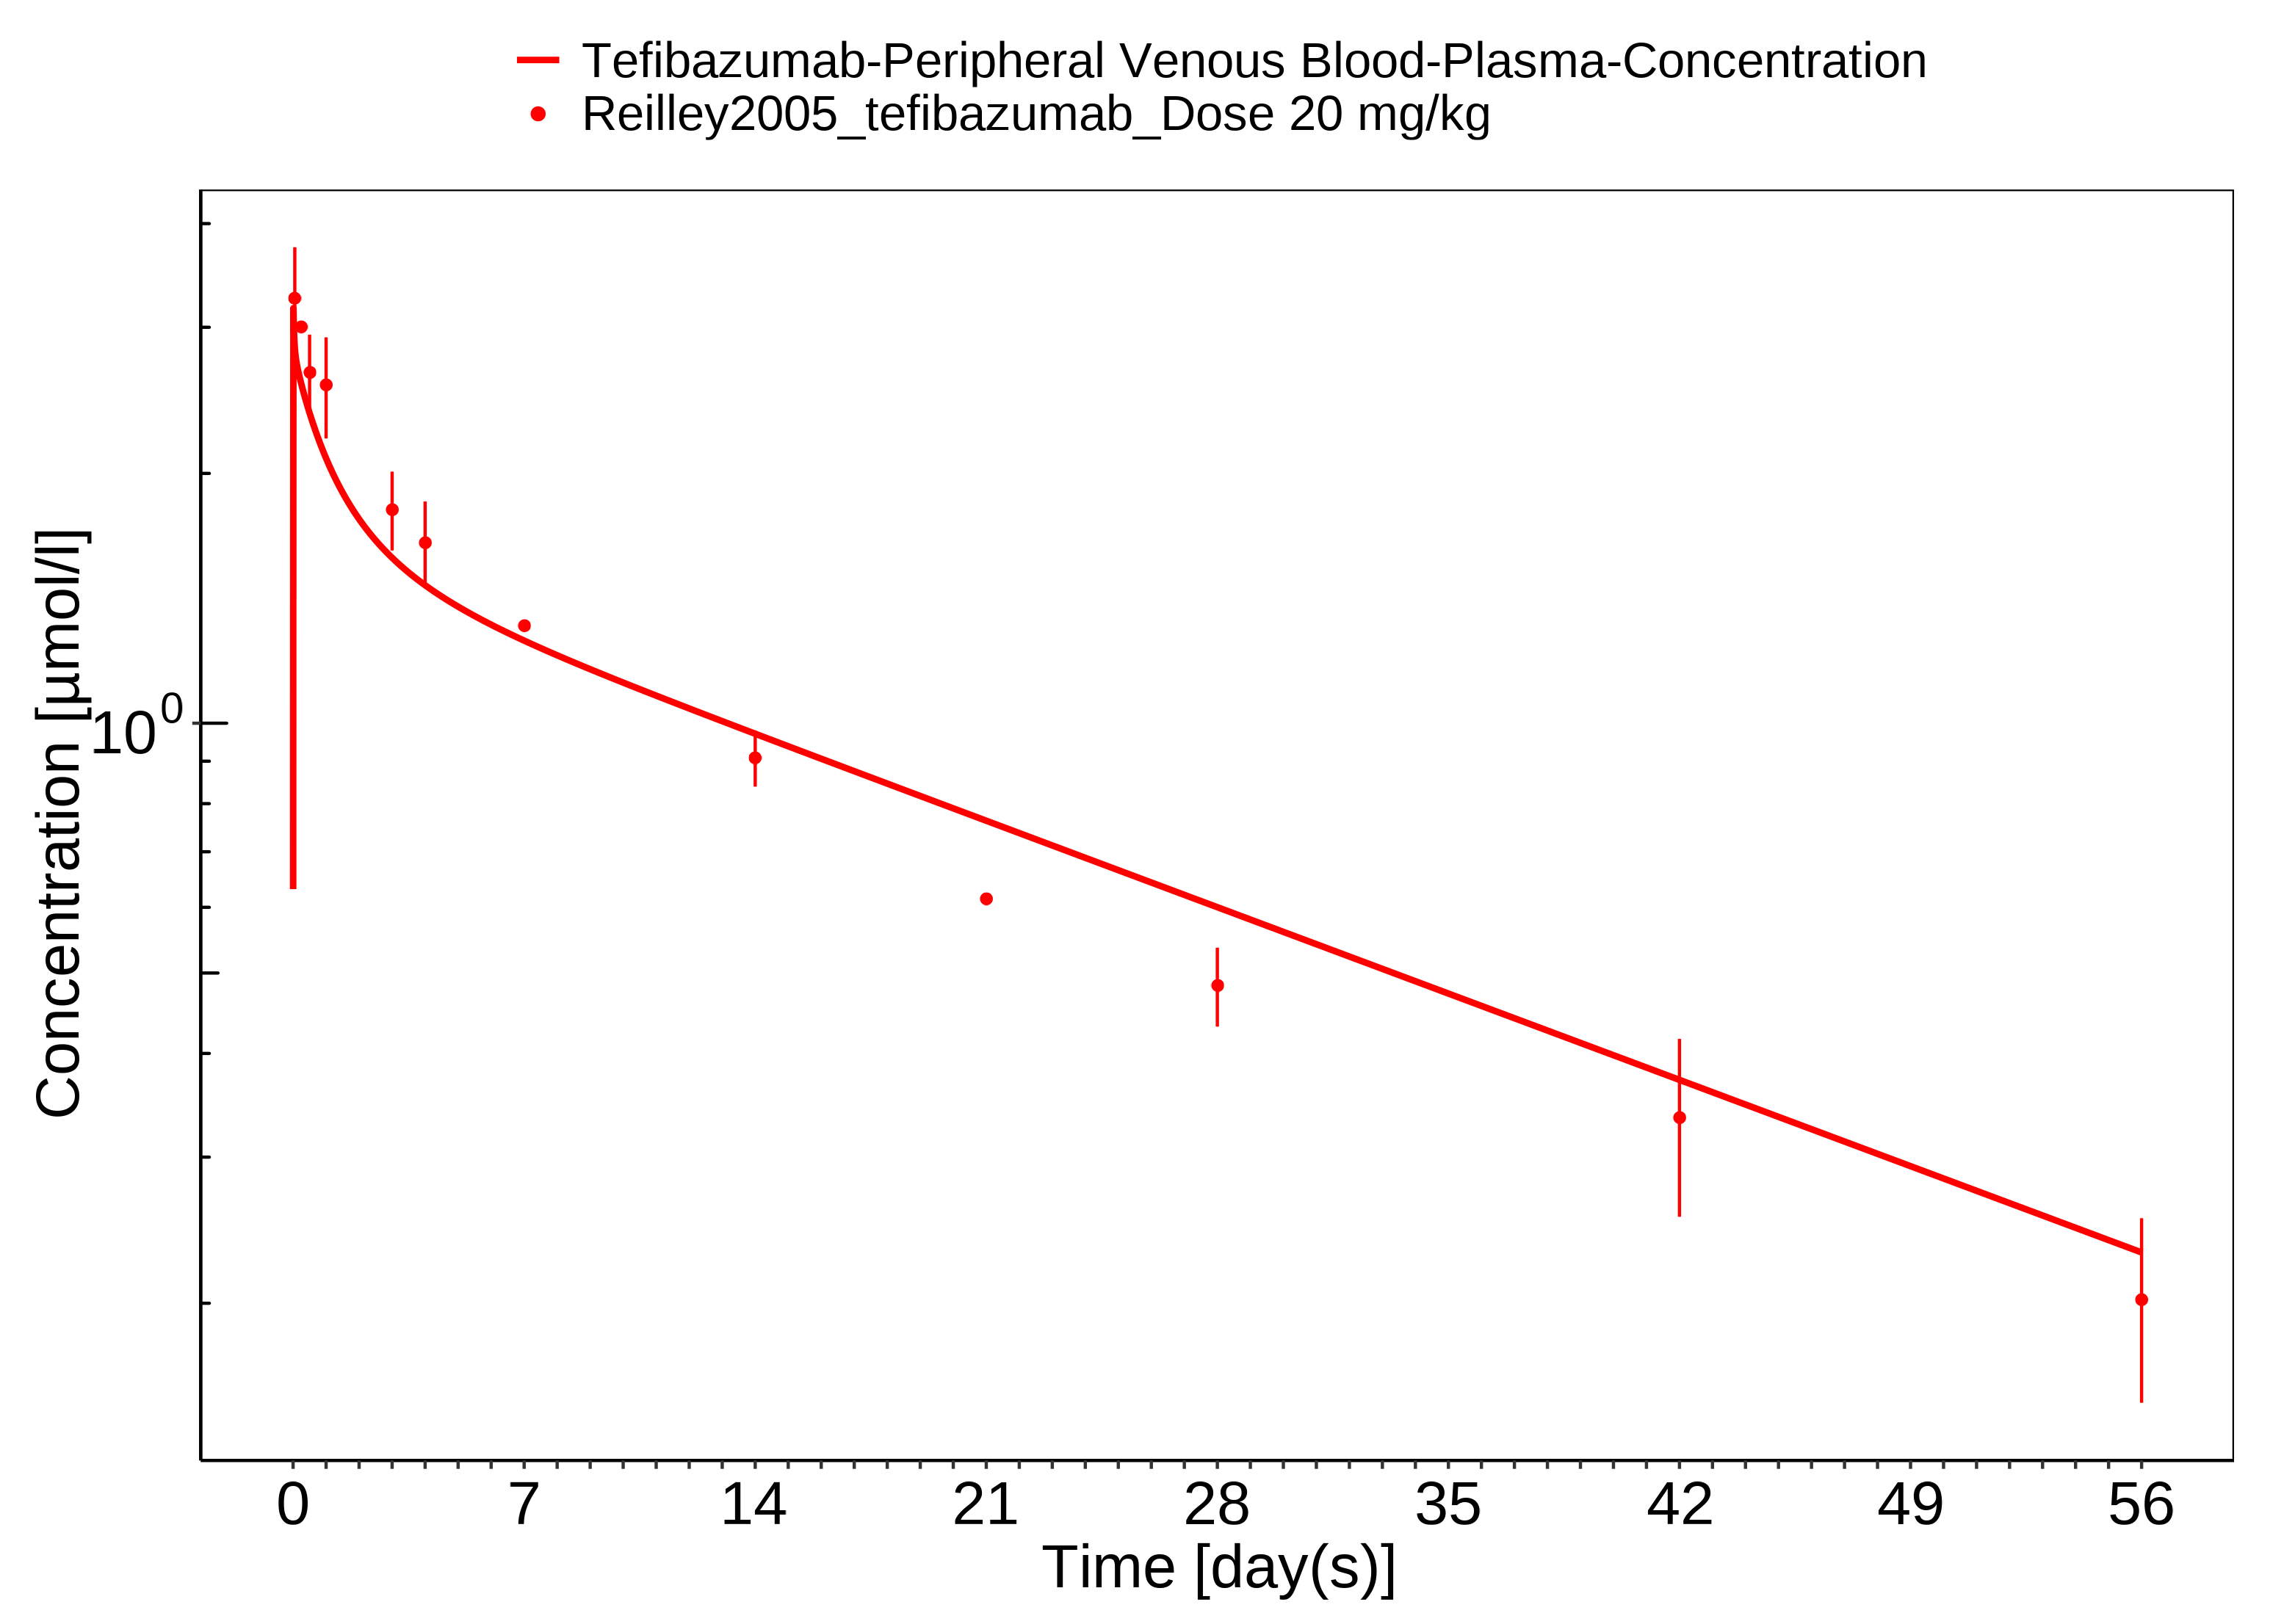 Tefibazumab-Peripheral Venous Blood-Plasma-Concentration
Reilley2005_tefibazumab_Dose 20 mg/kg
Concentration [µmol/l]
10⁰
0 7 14 21 28 35 42 49 56
Time [day(s)]